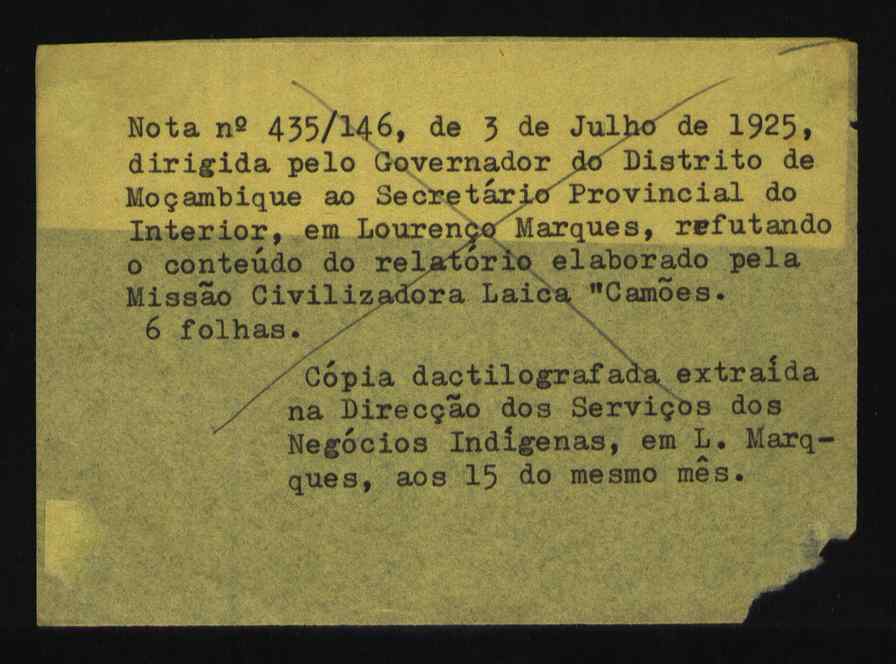 Nota nº 435/146, de 3 de Julho de 1925,
dirigida pelo Governador do Distrito de
Moçambique ao Secretário Provincial do
Interior, em Lourenço Marques, refutando
o conteúdo do relatório elaborado pela
Missão Civilizadora Laica "Camões.
6 folhas.
Cópia dactilografada extraída
na Direcção dos Serviços dos
Negócios Indígenas, em L. Marq-
ques, aos 15 do mesmo mês.